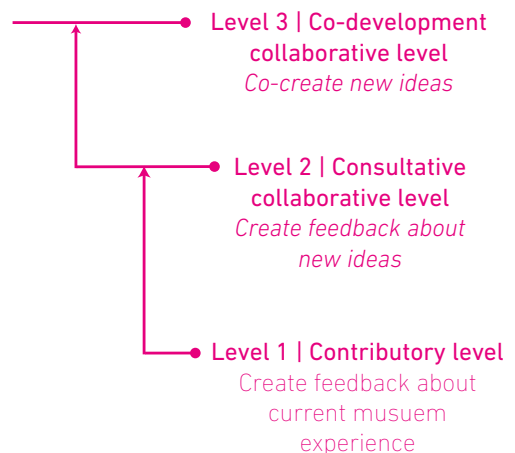 Level 3 | Co-development
collaborative level
Co-create new ideas
Level 2 | Consultative
collaborative level
Create feedback about
new ideas
Level 1 | Contributory level
Create feedback about
current musuem
experience